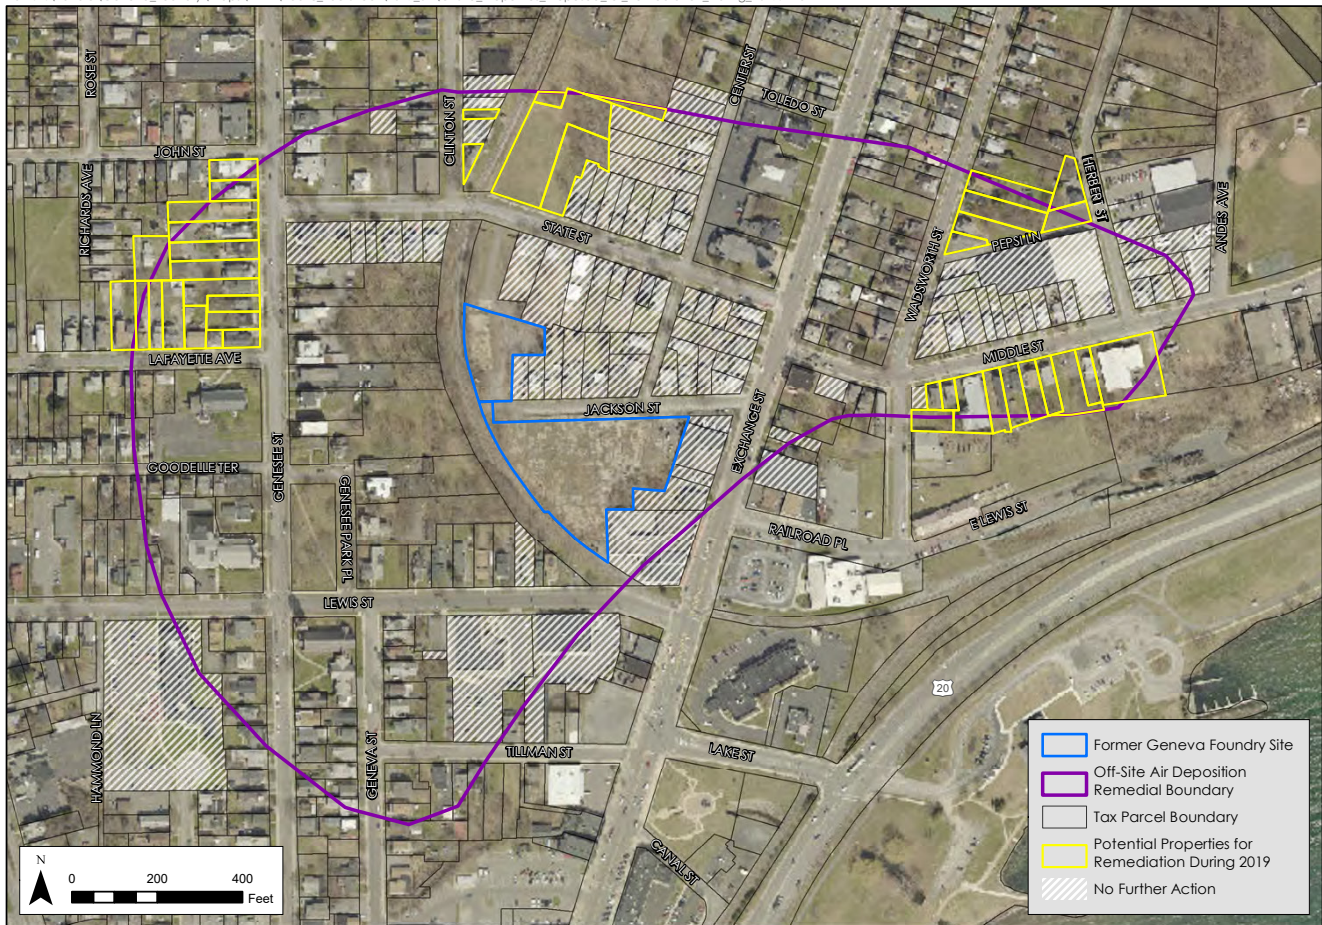 ROSE ST
CENTER ST
TOLEDO ST
CLINTON ST
JOHN ST
RICHARDS AVE
HERBERT ST
ANDES AVE
STATE ST
PEPSI LN
WADSWORTH ST
MIDDLE ST
LAFAYETTE AVE
JACKSON ST
EXCHANGE ST
GENESEE ST
GOODELLE TER
GENESEE PARK PL
E LEWIS ST
RAILROAD PL
LEWIS ST
HAMMOND LN
GENEVA ST
TILLMAN ST
LAKE ST
CANAL ST
20
Former Geneva Foundry Site
Off-Site Air Deposition
Remedial Boundary
Tax Parcel Boundary
Potential Properties for
Remediation During 2019
No Further Action
N
0 200 400
Feet